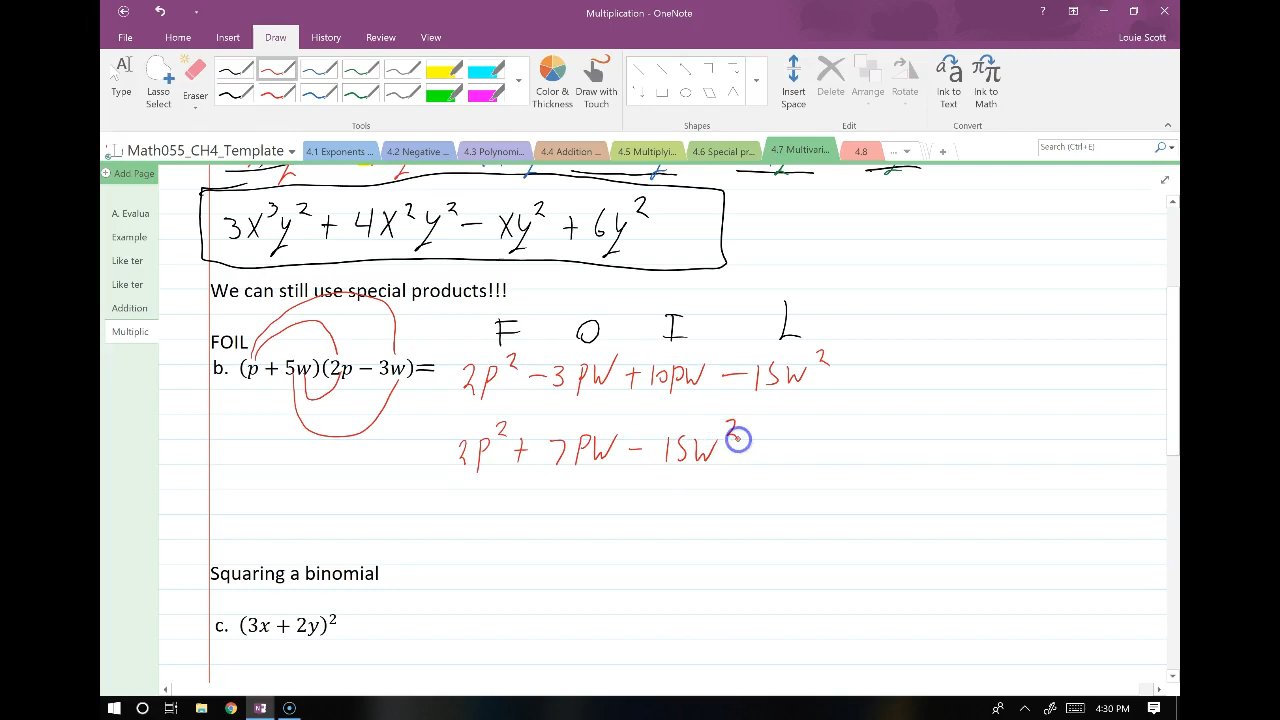 Multiplication - OneNote
Louie Scott
File Home Insert Draw History Review View
Type Lasso Select Eraser Color & Thickness Draw with Touch Insert Space Delete Arrange Rotate Ink to Text Ink to Math
Tools Shapes Edit Convert
Math055_CH4_Template 4.1 Exponents ... 4.2 Negative ... 4.3 Polynomi... 4.4 Addition ... 4.5 Multiplyi... 4.6 Special pr... 4.7 Multivari... 4.8 ... Search (Ctrl+E)
Add Page
A. Evalua
Example
Like ter
Like ter
Addition
Multiplic
3x³y² + 4x²y² - xy² + 6y²
We can still use special products!!!
F O I L
FOIL
b. (p + 5w)(2p − 3w)= 2p² - 3pw + 10pw - 15w²
2p² + 7pw - 15w²
Squaring a binomial
c. (3x + 2y)²
4:30 PM